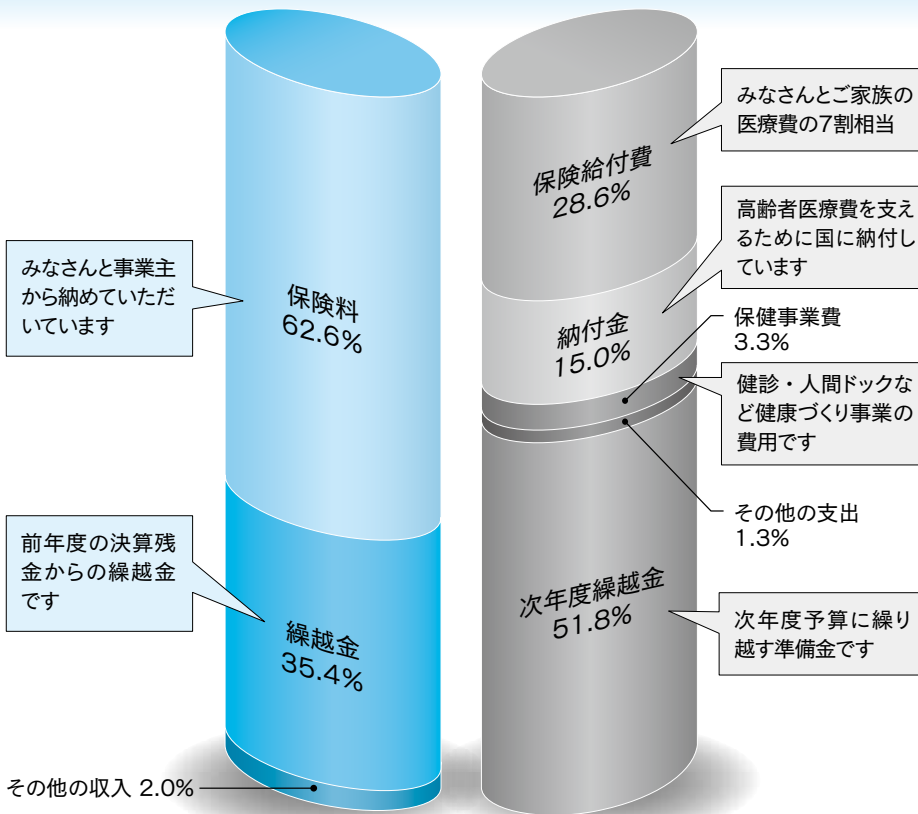 みなさんと事業主
から納めていただ
いています
保険料
62.6%
前年度の決算残
金からの繰越金
です
繰越金
35.4%
その他の収入 2.0%
保険給付費
28.6%
みなさんとご家族の
医療費の7割相当
納付金
15.0%
高齢者医療費を支え
るために国に納付し
ています
保健事業費
3.3%
健診・人間ドックな
ど健康づくり事業の
費用です
その他の支出
1.3%
次年度繰越金
51.8%
次年度予算に繰り
越す準備金です